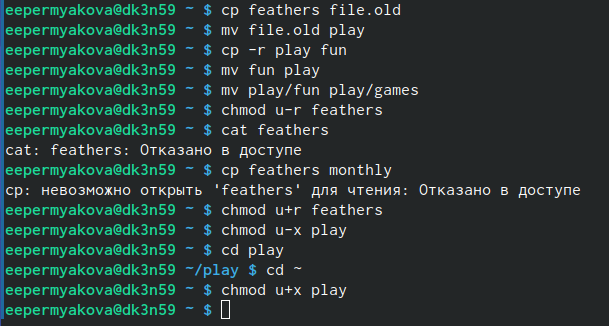 eepermyakova@dk3n59 ~ $ cp feathers file.old
eepermyakova@dk3n59 ~ $ mv file.old play
eepermyakova@dk3n59 ~ $ cp -r play fun
eepermyakova@dk3n59 ~ $ mv fun play
eepermyakova@dk3n59 ~ $ mv play/fun play/games
eepermyakova@dk3n59 ~ $ chmod u-r feathers
eepermyakova@dk3n59 ~ $ cat feathers
cat: feathers: Отказано в доступе
eepermyakova@dk3n59 ~ $ cp feathers monthly
cp: невозможно открыть 'feathers' для чтения: Отказано в доступе
eepermyakova@dk3n59 ~ $ chmod u+r feathers
eepermyakova@dk3n59 ~ $ chmod u-x play
eepermyakova@dk3n59 ~ $ cd play
eepermyakova@dk3n59 ~/play $ cd ~
eepermyakova@dk3n59 ~ $ chmod u+x play
eepermyakova@dk3n59 ~ $